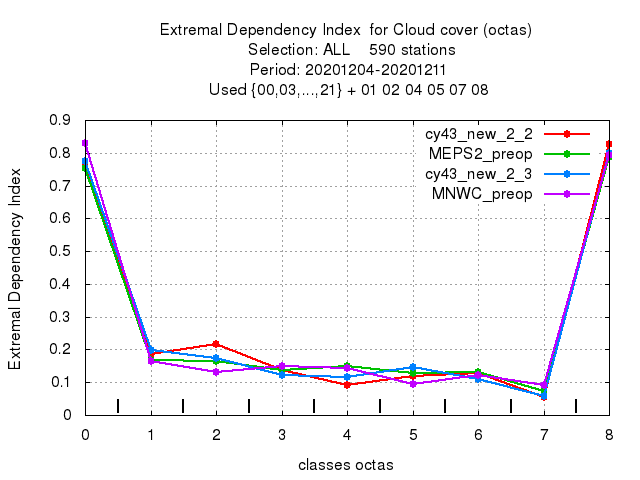 Extremal Dependency Index  for Cloud cover (octas)
Selection: ALL    590 stations
Period: 20201204-20201211
Used {00,03,...,21} + 01 02 04 05 07 08
Extremal Dependency Index
0.9
0.8
0.7
0.6
0.5
0.4
0.3
0.2
0.1
0
cy43_new_2_2
MEPS2_preop
cy43_new_2_3
MNWC_preop
0 1 2 3 4 5 6 7 8
classes octas